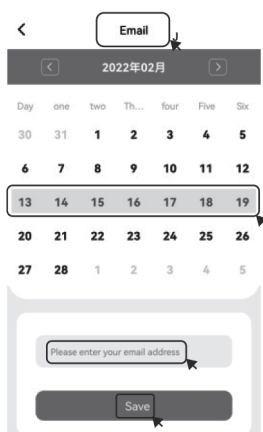 Email
2022年02月
Day one two Th... four Five Six
30 31 1 2 3 4 5
6 7 8 9 10 11 12
13 14 15 16 17 18 19
20 21 22 23 24 25 26
27 28 1 2 3 4 5
Please enter your email address
Save